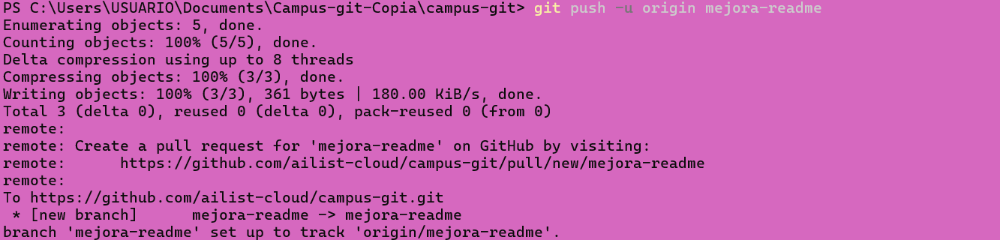 PS C:\Users\USUARIO\Documents\Campus-git-Copia\campus-git> git push -u origin mejora-readme
Enumerating objects: 5, done.
Counting objects: 100% (5/5), done.
Delta compression using up to 8 threads
Compressing objects: 100% (3/3), done.
Writing objects: 100% (3/3), 361 bytes | 180.00 KiB/s, done.
Total 3 (delta 0), reused 0 (delta 0), pack-reused 0 (from 0)
remote:
remote: Create a pull request for 'mejora-readme' on GitHub by visiting:
remote:      https://github.com/ailist-cloud/campus-git/pull/new/mejora-readme
remote:
To https://github.com/ailist-cloud/campus-git.git
 * [new branch]      mejora-readme -> mejora-readme
branch 'mejora-readme' set up to track 'origin/mejora-readme'.